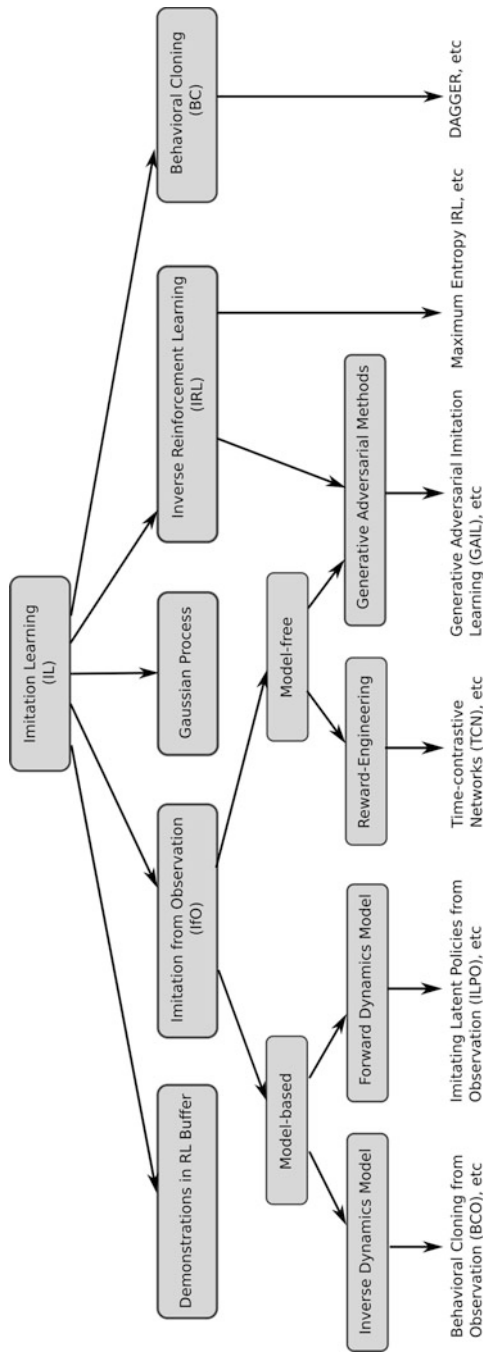 Imitation Learning
(IL)
Demonstrations in RL Buffer
Imitation from Observation
(IfO)
Gaussian Process
Inverse Reinforcement Learning
(IRL)
Behavioral Cloning
(BC)
Model-based
Model-free
Inverse Dynamics Model
Forward Dynamics Model
Reward-Engineering
Generative Adversarial Methods
Behavioral Cloning from
Observation (BCO), etc
Imitating Latent Policies from
Observation (ILPO), etc
Time-contrastive
Networks (TCN), etc
Generative Adversarial Imitation
Learning (GAIL), etc
Maximum Entropy IRL, etc
DAGGER, etc